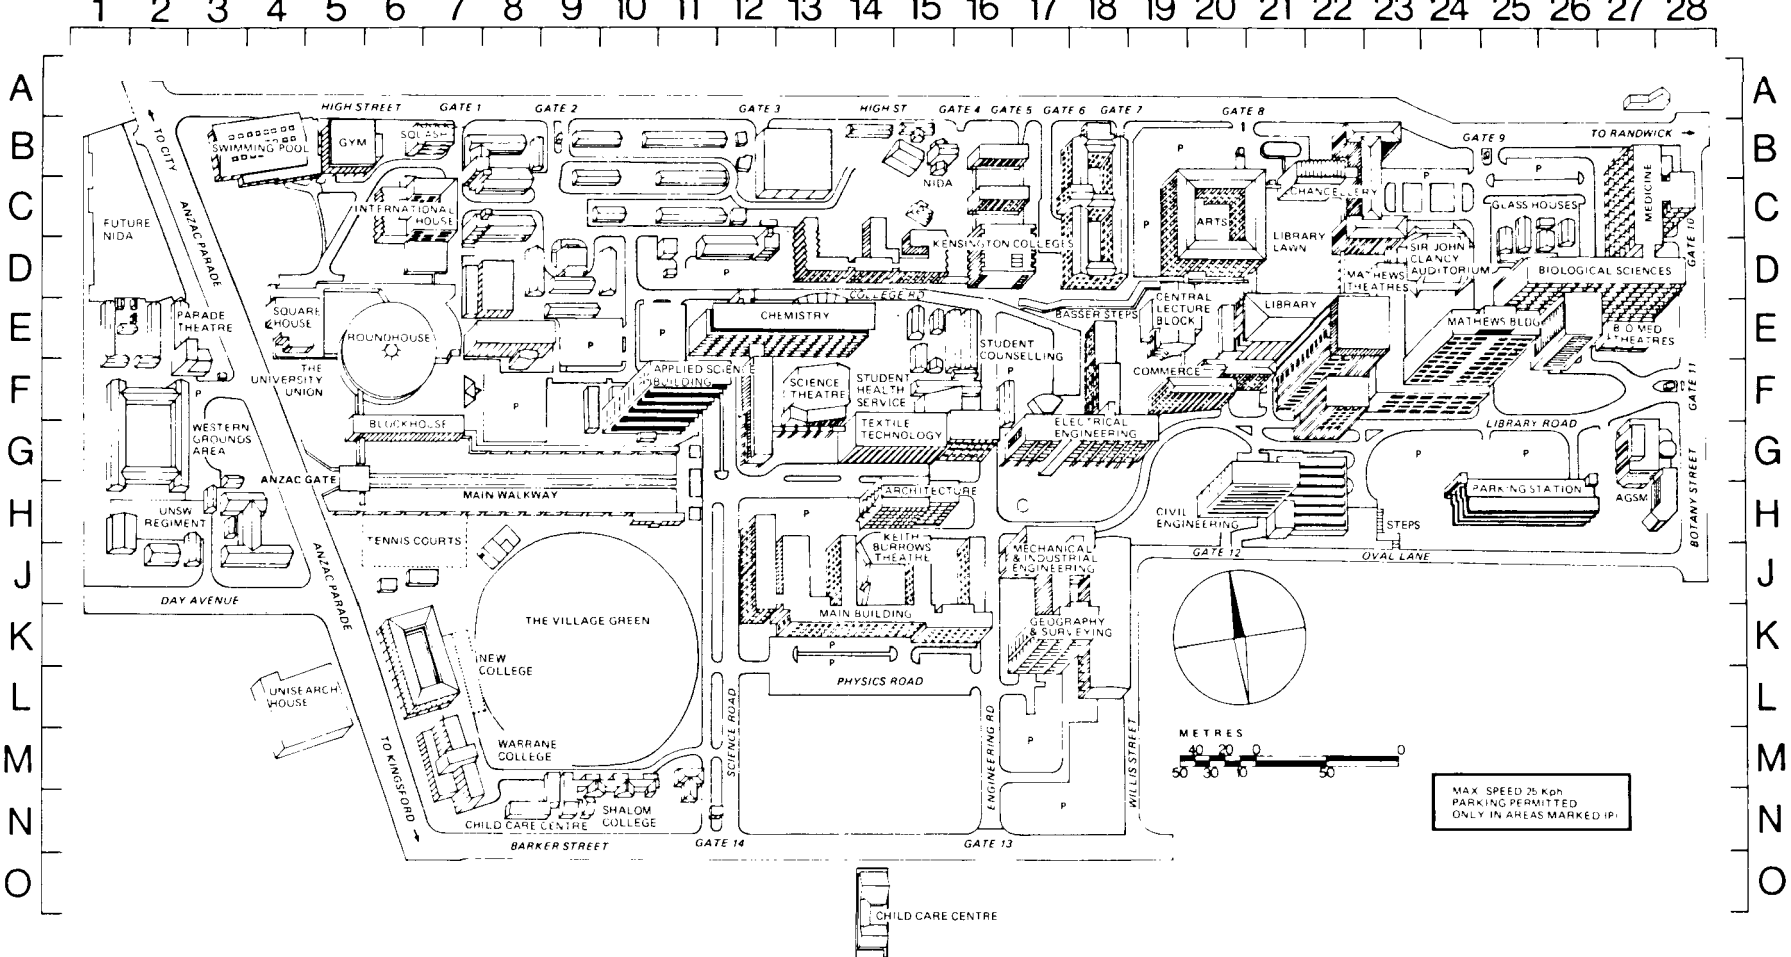 1 2 3 4 5 6 7 8 9 10 11 12 13 14 15 16 17 18 19 20 21 22 23 24 25 26 27 28
A A
HIGH STREET GATE 1 GATE 2 GATE 3 HIGH ST GATE 4 GATE 5 GATE 6 GATE 7 GATE 8
GATE 9 TO RANDWICK
B B
TO CITY
SWIMMING POOL
GYM
SQUASH
NIDA
P
P
P
CHANCELLERY
MEDICINE
C C
FUTURE
NIDA
ANZAC PARADE
INTERNATIONAL
HOUSE
KENSINGTON COLLEGES
P
ARTS
LIBRARY
LAWN
GLASS HOUSES
GATE 10
D D
P
SIR JOHN
CLANCY
AUDITORIUM
MATHEWS
THEATRES
BIOLOGICAL SCIENCES
COLLEGE RD
E E
PARADE
THEATRE
SQUARE
HOUSE
ROUNDHOUSE
P
P
CHEMISTRY
BASSER STEPS
CENTRAL
LECTURE
BLOCK
LIBRARY
MATHEWS BLDG
BIOMED
THEATRES
STUDENT
COUNSELLING
F F
THE
UNIVERSITY
UNION
P
P
APPLIED SCIENCE
BUILDING
SCIENCE
THEATRE
STUDENT
HEALTH
SERVICE
P
COMMERCE
GATE 11
G G
WESTERN
GROUNDS
AREA
BLOCKHOUSE
TEXTILE
TECHNOLOGY
ELECTRICAL
ENGINEERING
LIBRARY ROAD
P
P
ANZAC GATE
H H
MAIN WALKWAY
UNSW
REGIMENT
P
ARCHITECTURE
C
CIVIL
ENGINEERING
STEPS
PARKING STATION
AGSM
BOTANY STREET
J J
TENNIS COURTS
ANZAC PARADE
KEITH
BURROWS
THEATRE
MECHANICAL
& INDUSTRIAL
ENGINEERING
GATE 12
OVAL LANE
DAY AVENUE
K K
THE VILLAGE GREEN
MAIN BUILDING
P
P
GEOGRAPHY
& SURVEYING
NEW
COLLEGE
L L
UNISEARCH
HOUSE
PHYSICS ROAD
SCIENCE ROAD
ENGINEERING RD
WILLIS STREET
M M
TO KINGSFORD
WARRANE
COLLEGE
P
METRES
40 20 0 0
50 30 10 50
N N
CHILD CARE CENTRE
SHALOM
COLLEGE
P
MAX. SPEED 25 Kph
PARKING PERMITTED
ONLY IN AREAS MARKED (P)
BARKER STREET
GATE 14
GATE 13
O O
CHILD CARE CENTRE